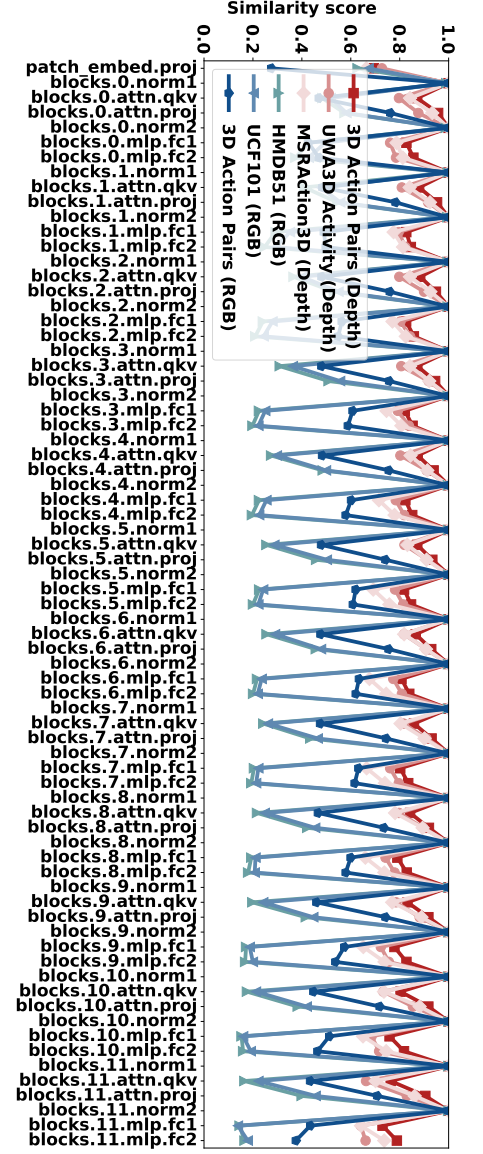 Similarity score
0.0
0.2
0.4
0.6
0.8
1.0
patch_embed.proj
blocks.0.norm1
blocks.0.attn.qkv
blocks.0.attn.proj
blocks.0.norm2
blocks.0.mlp.fc1
blocks.0.mlp.fc2
blocks.1.norm1
blocks.1.attn.qkv
blocks.1.attn.proj
blocks.1.norm2
blocks.1.mlp.fc1
blocks.1.mlp.fc2
blocks.2.norm1
blocks.2.attn.qkv
blocks.2.attn.proj
blocks.2.norm2
blocks.2.mlp.fc1
blocks.2.mlp.fc2
blocks.3.norm1
blocks.3.attn.qkv
blocks.3.attn.proj
blocks.3.norm2
blocks.3.mlp.fc1
blocks.3.mlp.fc2
blocks.4.norm1
blocks.4.attn.qkv
blocks.4.attn.proj
blocks.4.norm2
blocks.4.mlp.fc1
blocks.4.mlp.fc2
blocks.5.norm1
blocks.5.attn.qkv
blocks.5.attn.proj
blocks.5.norm2
blocks.5.mlp.fc1
blocks.5.mlp.fc2
blocks.6.norm1
blocks.6.attn.qkv
blocks.6.attn.proj
blocks.6.norm2
blocks.6.mlp.fc1
blocks.6.mlp.fc2
blocks.7.norm1
blocks.7.attn.qkv
blocks.7.attn.proj
blocks.7.norm2
blocks.7.mlp.fc1
blocks.7.mlp.fc2
blocks.8.norm1
blocks.8.attn.qkv
blocks.8.attn.proj
blocks.8.norm2
blocks.8.mlp.fc1
blocks.8.mlp.fc2
blocks.9.norm1
blocks.9.attn.qkv
blocks.9.attn.proj
blocks.9.norm2
blocks.9.mlp.fc1
blocks.9.mlp.fc2
blocks.10.norm1
blocks.10.attn.qkv
blocks.10.attn.proj
blocks.10.norm2
blocks.10.mlp.fc1
blocks.10.mlp.fc2
blocks.11.norm1
blocks.11.attn.qkv
blocks.11.attn.proj
blocks.11.norm2
blocks.11.mlp.fc1
blocks.11.mlp.fc2
3D Action Pairs (Depth)
UWA3D Activity (Depth)
MSRAction3D (Depth)
HMDB51 (RGB)
UCF101 (RGB)
3D Action Pairs (RGB)